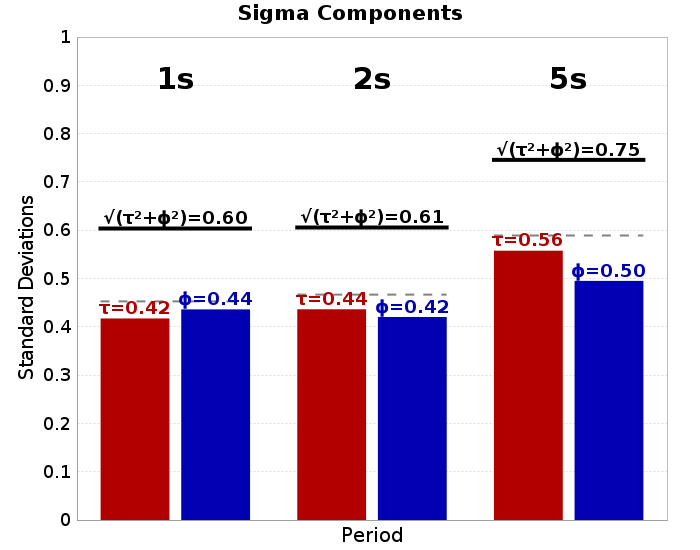 Sigma Components
Standard Deviations
1
0.9
0.8
0.7
0.6
0.5
0.4
0.3
0.2
0.1
0
1s
2s
5s
√(τ²+ϕ²)=0.60
τ=0.42
ϕ=0.44
√(τ²+ϕ²)=0.61
τ=0.44
ϕ=0.42
√(τ²+ϕ²)=0.75
τ=0.56
ϕ=0.50
Period